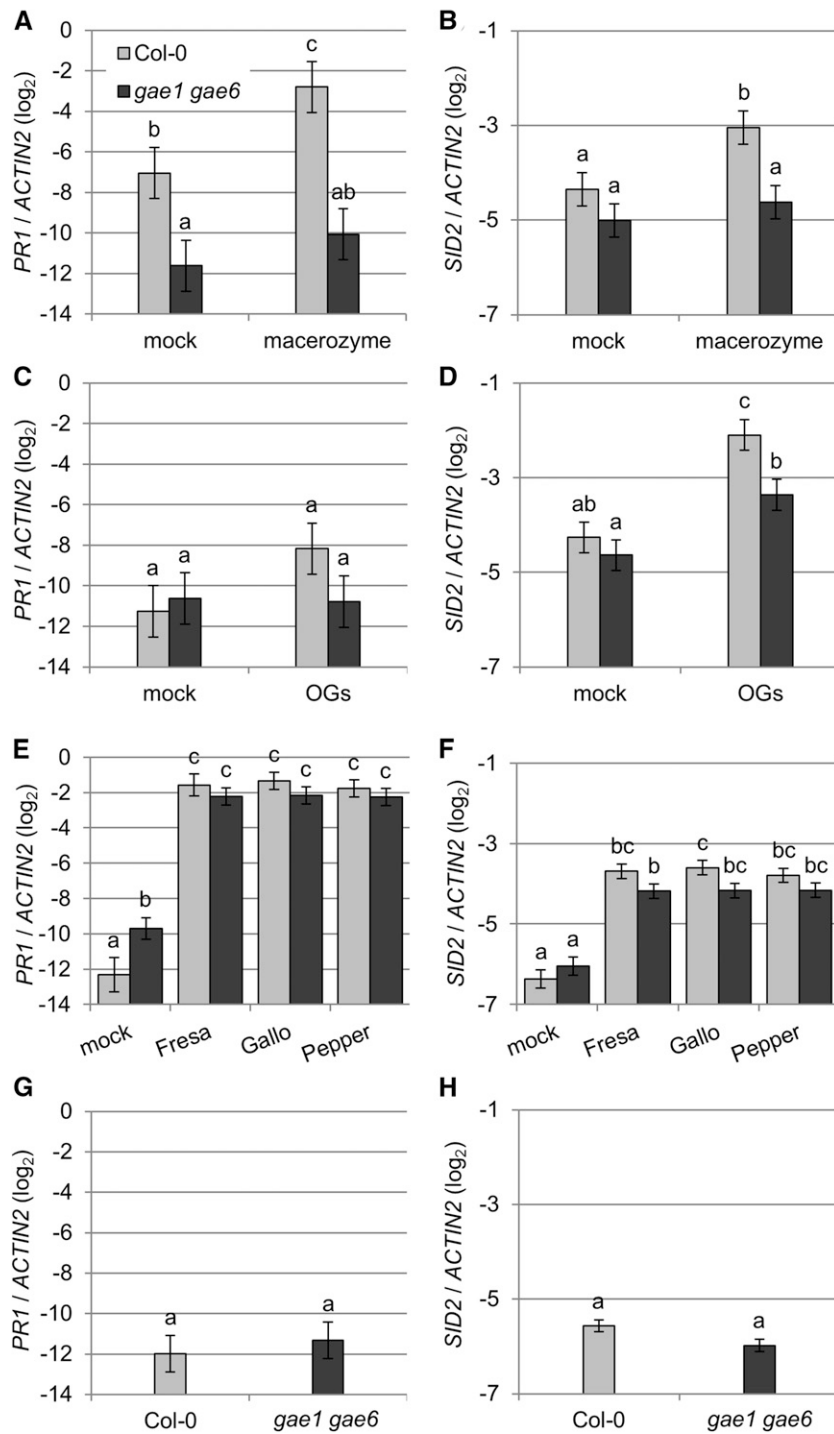 A
PR1 / ACTIN2 (log2)
0
-2
-4
-6
-8
-10
-12
-14
Col-0
gae1 gae6
b
a
c
ab
mock
macerozyme
B
SID2 / ACTIN2 (log2)
-1
-3
-5
-7
a
a
b
a
mock
macerozyme
C
PR1 / ACTIN2 (log2)
0
-2
-4
-6
-8
-10
-12
-14
a
a
a
a
mock
OGs
D
SID2 / ACTIN2 (log2)
-1
-3
-5
-7
ab
a
c
b
mock
OGs
E
PR1 / ACTIN2 (log2)
0
-2
-4
-6
-8
-10
-12
-14
a
b
c
c
c
c
c
c
mock
Fresa
Gallo
Pepper
F
SID2 / ACTIN2 (log2)
-1
-3
-5
-7
a
a
bc
b
c
bc
bc
bc
mock
Fresa
Gallo
Pepper
G
PR1 / ACTIN2 (log2)
0
-2
-4
-6
-8
-10
-12
-14
a
a
Col-0
gae1 gae6
H
SID2 / ACTIN2 (log2)
-1
-3
-5
-7
a
a
Col-0
gae1 gae6